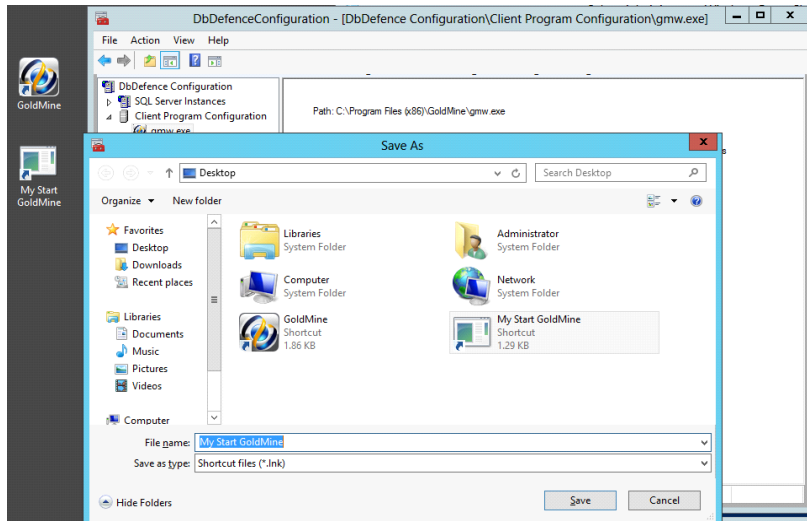 DbDefenceConfiguration - [DbDefence Configuration\Client Program Configuration\gmw.exe]
File Action View Help
GoldMine
My Start
GoldMine
DbDefence Configuration
SQL Server Instances
Client Program Configuration
gmw.exe
Path: C:\Program Files (x86)\GoldMine\gmw.exe
Save As
Desktop
Search Desktop
Organize
New folder
Favorites
Desktop
Downloads
Recent places
Libraries
Documents
Music
Pictures
Videos
Computer
Libraries
System Folder
Administrator
System Folder
Computer
System Folder
Network
System Folder
GoldMine
Shortcut
1.86 KB
My Start GoldMine
Shortcut
1.29 KB
File name: My Start GoldMine
Save as type: Shortcut files (*.lnk)
Hide Folders
Save
Cancel